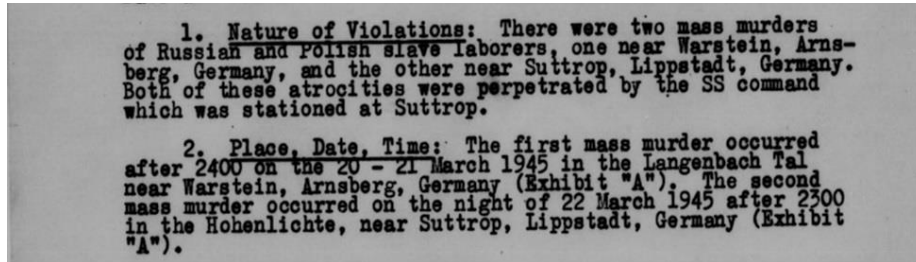 1. Nature of Violations: There were two mass murders
of Russian and Polish slave laborers, one near Warstein, Arns-
berg, Germany, and the other near Suttrop, Lippstadt, Germany.
Both of these atrocities were perpetrated by the SS command
which was stationed at Suttrop.
2. Place, Date, Time: The first mass murder occurred
after 2400 on the 20 - 21 March 1945 in the Langenbach Tal
near Warstein, Arnsberg, Germany (Exhibit "A"). The second
mass murder occurred on the night of 22 March 1945 after 2300
in the Hohenlichte, near Suttrop, Lippstadt, Germany (Exhibit
"A").